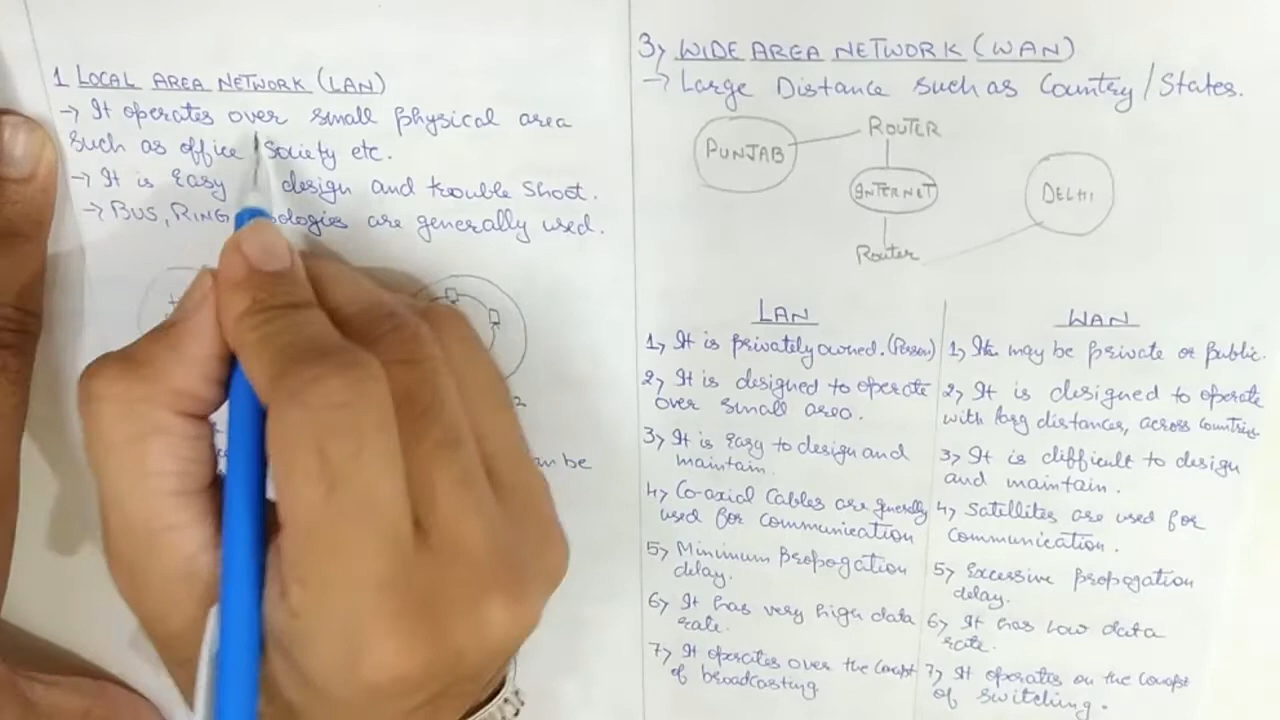 1 LOCAL AREA NETWORK (LAN)
→ It operates over small physical area
such as office society etc.
→ It is Easy design and trouble shoot.
→ BUS, RING are generally used.
2
an be
3, WIDE AREA NETWORK (WAN)
→ Large Distance such as Country/States.
ROUTER
PUNJAB
INTERNET
DELHI
Router
LAN
1, It is privately owned. (Person)
2, It is designed to operate
over small area.
3, It is Easy to design and
maintain.
4, Co-axial Cables are generally
used for communication
5, Minimum Propogation
delay.
6, It has very high data
rate.
7, It operates over the concept
of broadcasting
WAN
1, It may be private or Public.
2, It is designed to operate
with larg distances, across Countries
3, It is difficult to design
and maintain.
4, Satellites are used for
Communication.
5, Excessive propogation
delay.
6, It has Low data
rate.
7, It operates on the concept
of switching.